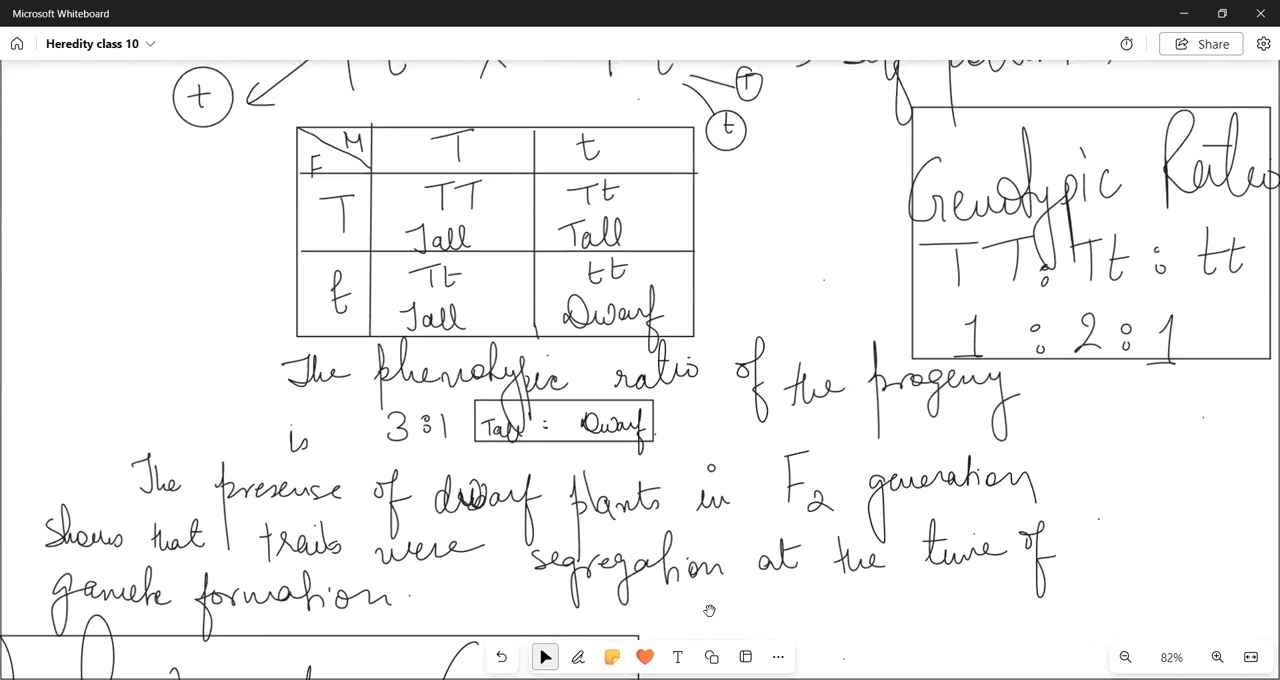 Microsoft Whiteboard
Heredity class 10
Share
t
T
t
M
F
T
t
T
TT
Tt
Tall
Tall
t
Tt
tt
Tall
Dwarf
Genotypic Ratio
TT : Tt : tt
1 : 2 : 1
The phenotypic ratio of the progeny
is 3:1 Tall : Dwarf
The presense of dwarf plants in F2 generation
shows that traits were segregation at the time of
gamete formation.
T
82%